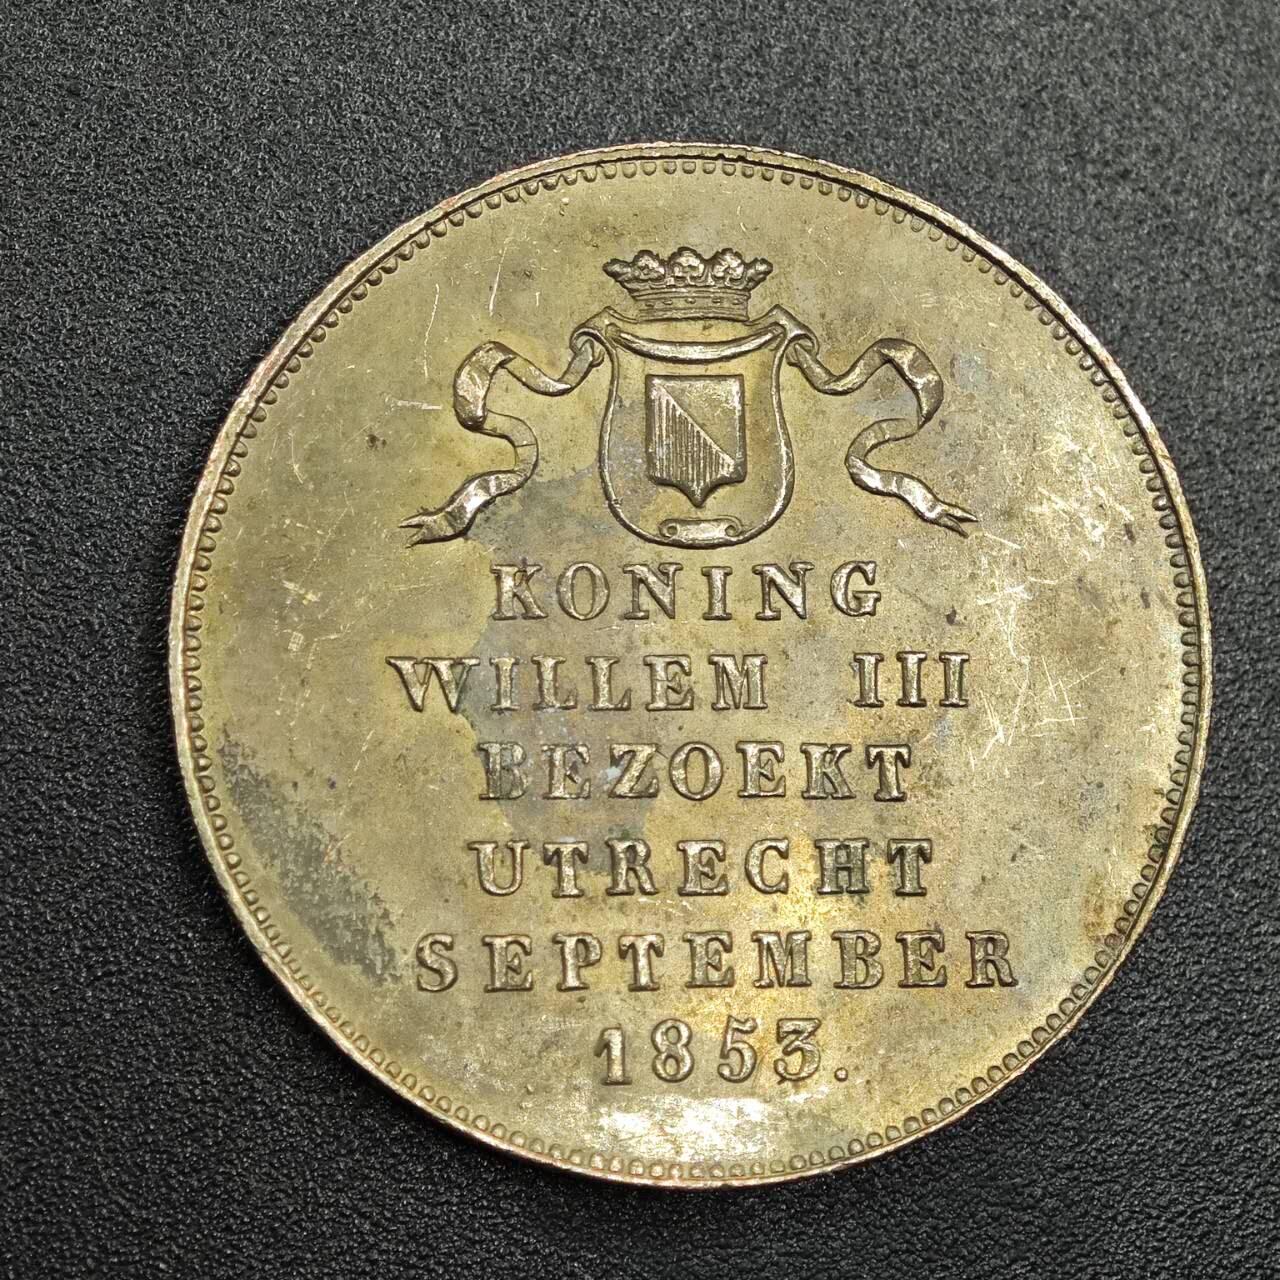 KONING
WILLEM III
BEZOEKT
UTRECHT
SEPTEMBER
1853.